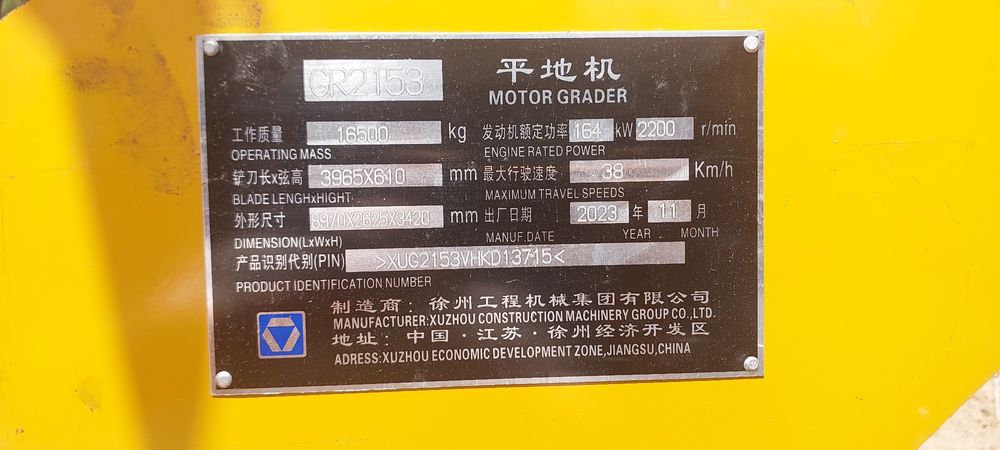 GR2153 平地机
MOTOR GRADER
工作质量 16500 kg 发动机额定功率 164 kW 2200 r/min
OPERATING MASS ENGINE RATED POWER
铲刀长x弦高 3965X610 mm 最大行驶速度 38 Km/h
BLADE LENGHxHIGHT MAXIMUM TRAVEL SPEEDS
外形尺寸 8970X2625X3420 mm 出厂日期 2023 年 11 月
DIMENSION(LxWxH) MANUF.DATE YEAR MONTH
产品识别代别(PIN) >XUG2153VHKD13715<
PRODUCT IDENTIFICATION NUMBER
制造商：徐州工程机械集团有限公司
MANUFACTURER:XUZHOU CONSTRUCTION MACHINERY GROUP CO.,LTD.
地址：中国·江苏·徐州经济开发区
ADRESS:XUZHOU ECONOMIC DEVELOPMENT ZONE,JIANGSU,CHINA